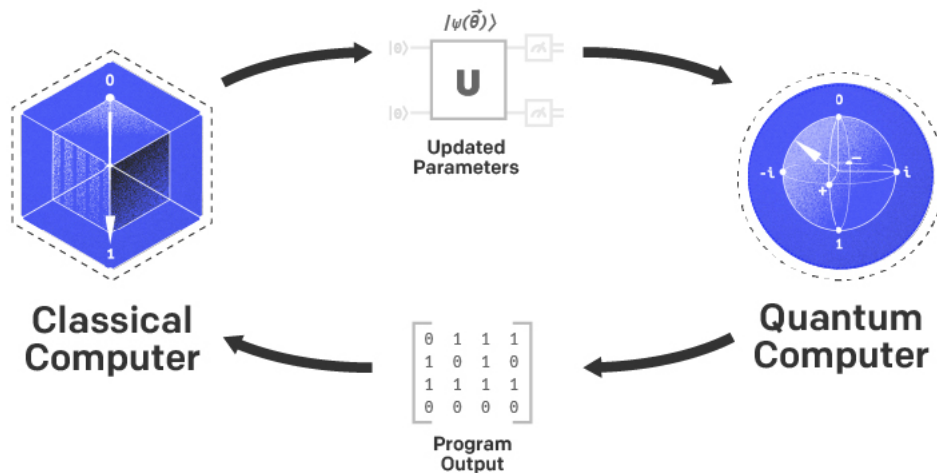 |ψ(θ⃗)⟩
0
|0⟩
U
|0⟩
Updated
Parameters
1
Classical
Computer
0
-i
i
–
+
1
Quantum
Computer
0 1 1 1
1 0 1 0
1 1 1 1
0 0 0 0
Program
Output